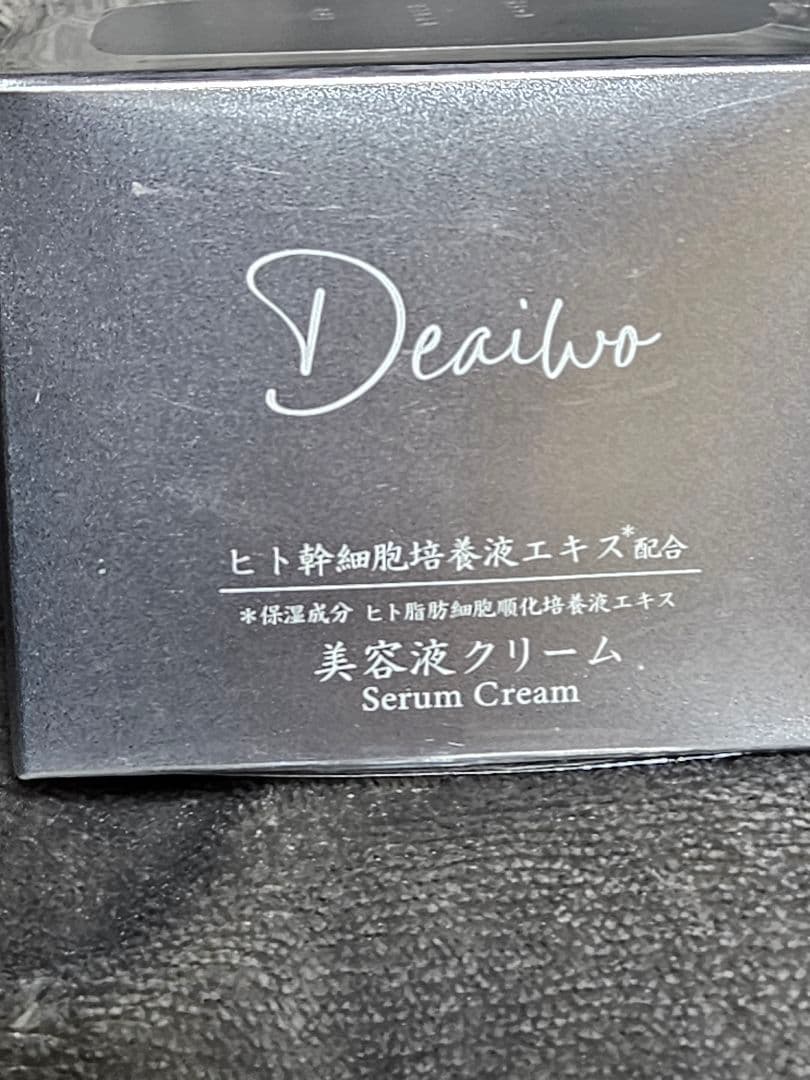 Deaiwo
ヒト幹細胞培養液エキス*配合
*保湿成分 ヒト脂肪細胞順化培養液エキス
美容液クリーム
Serum Cream